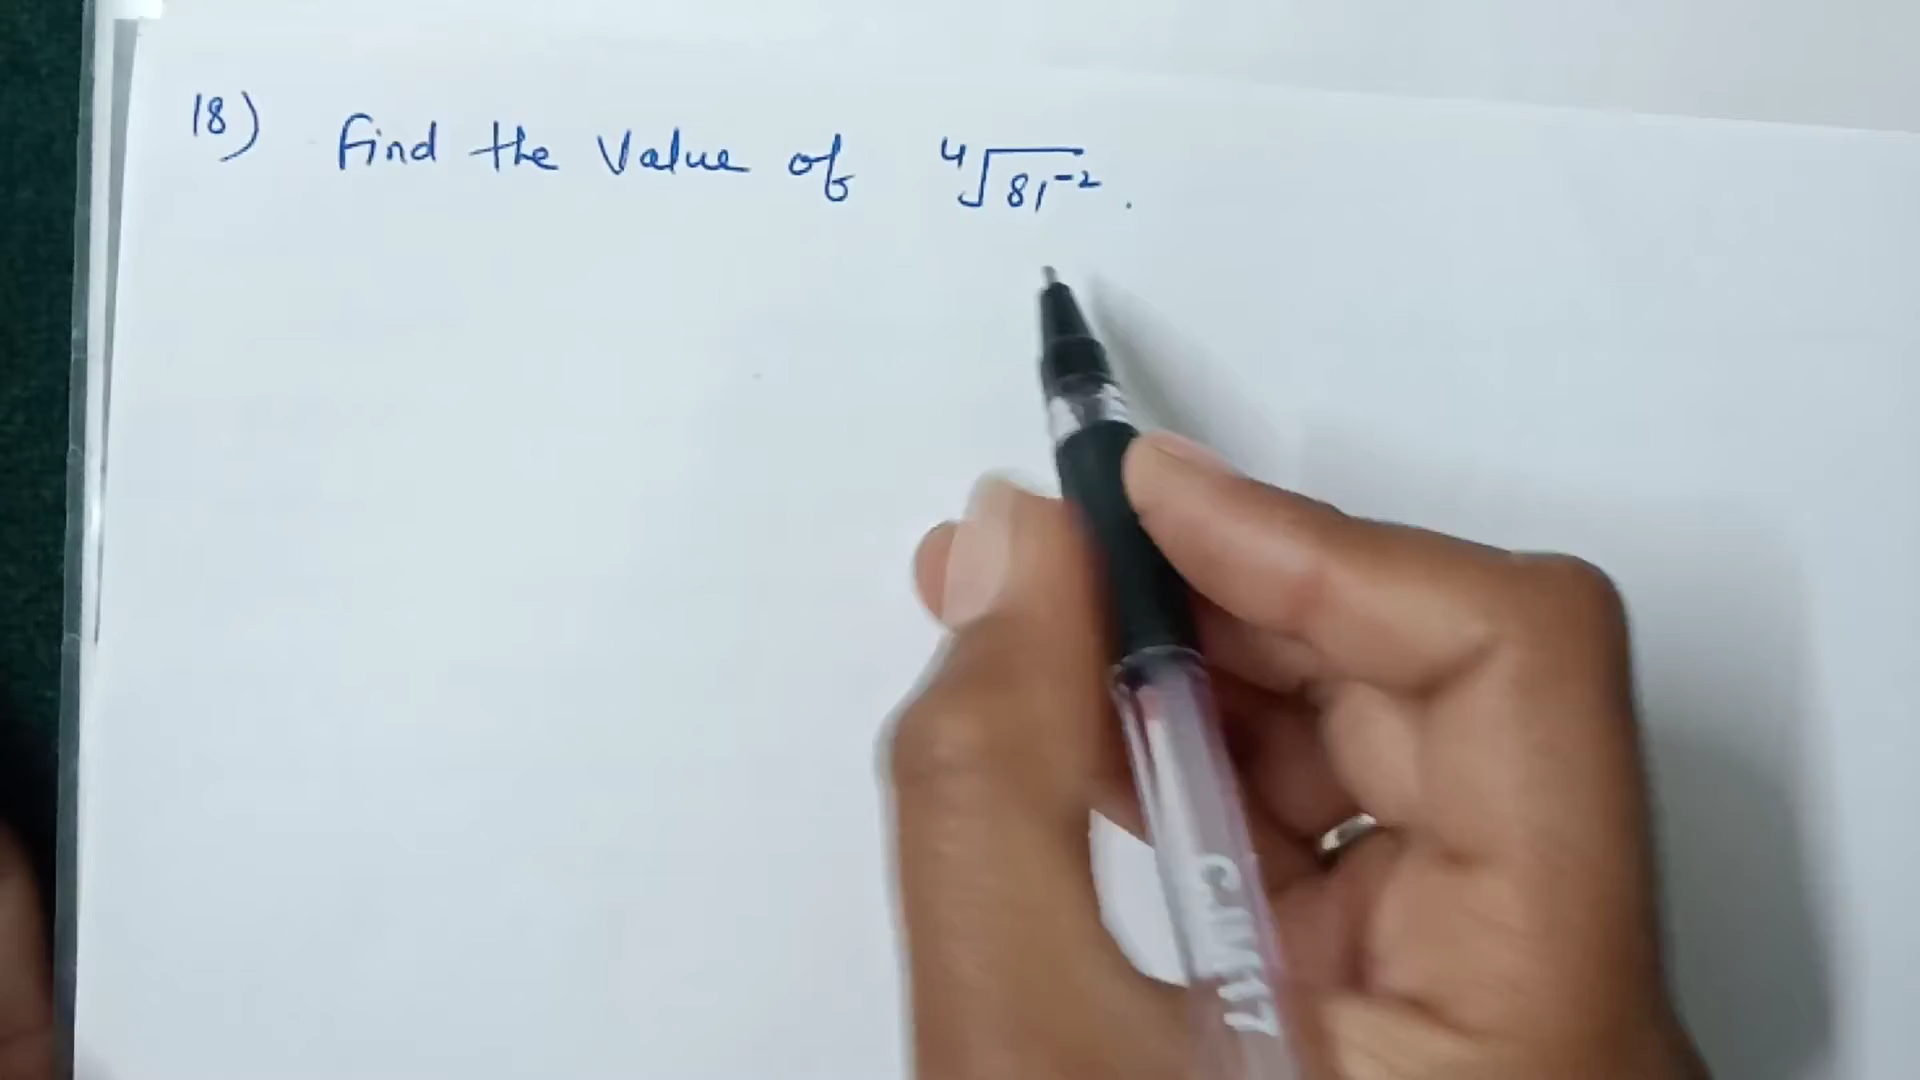 18) Find the Value of ⁴√81⁻² .